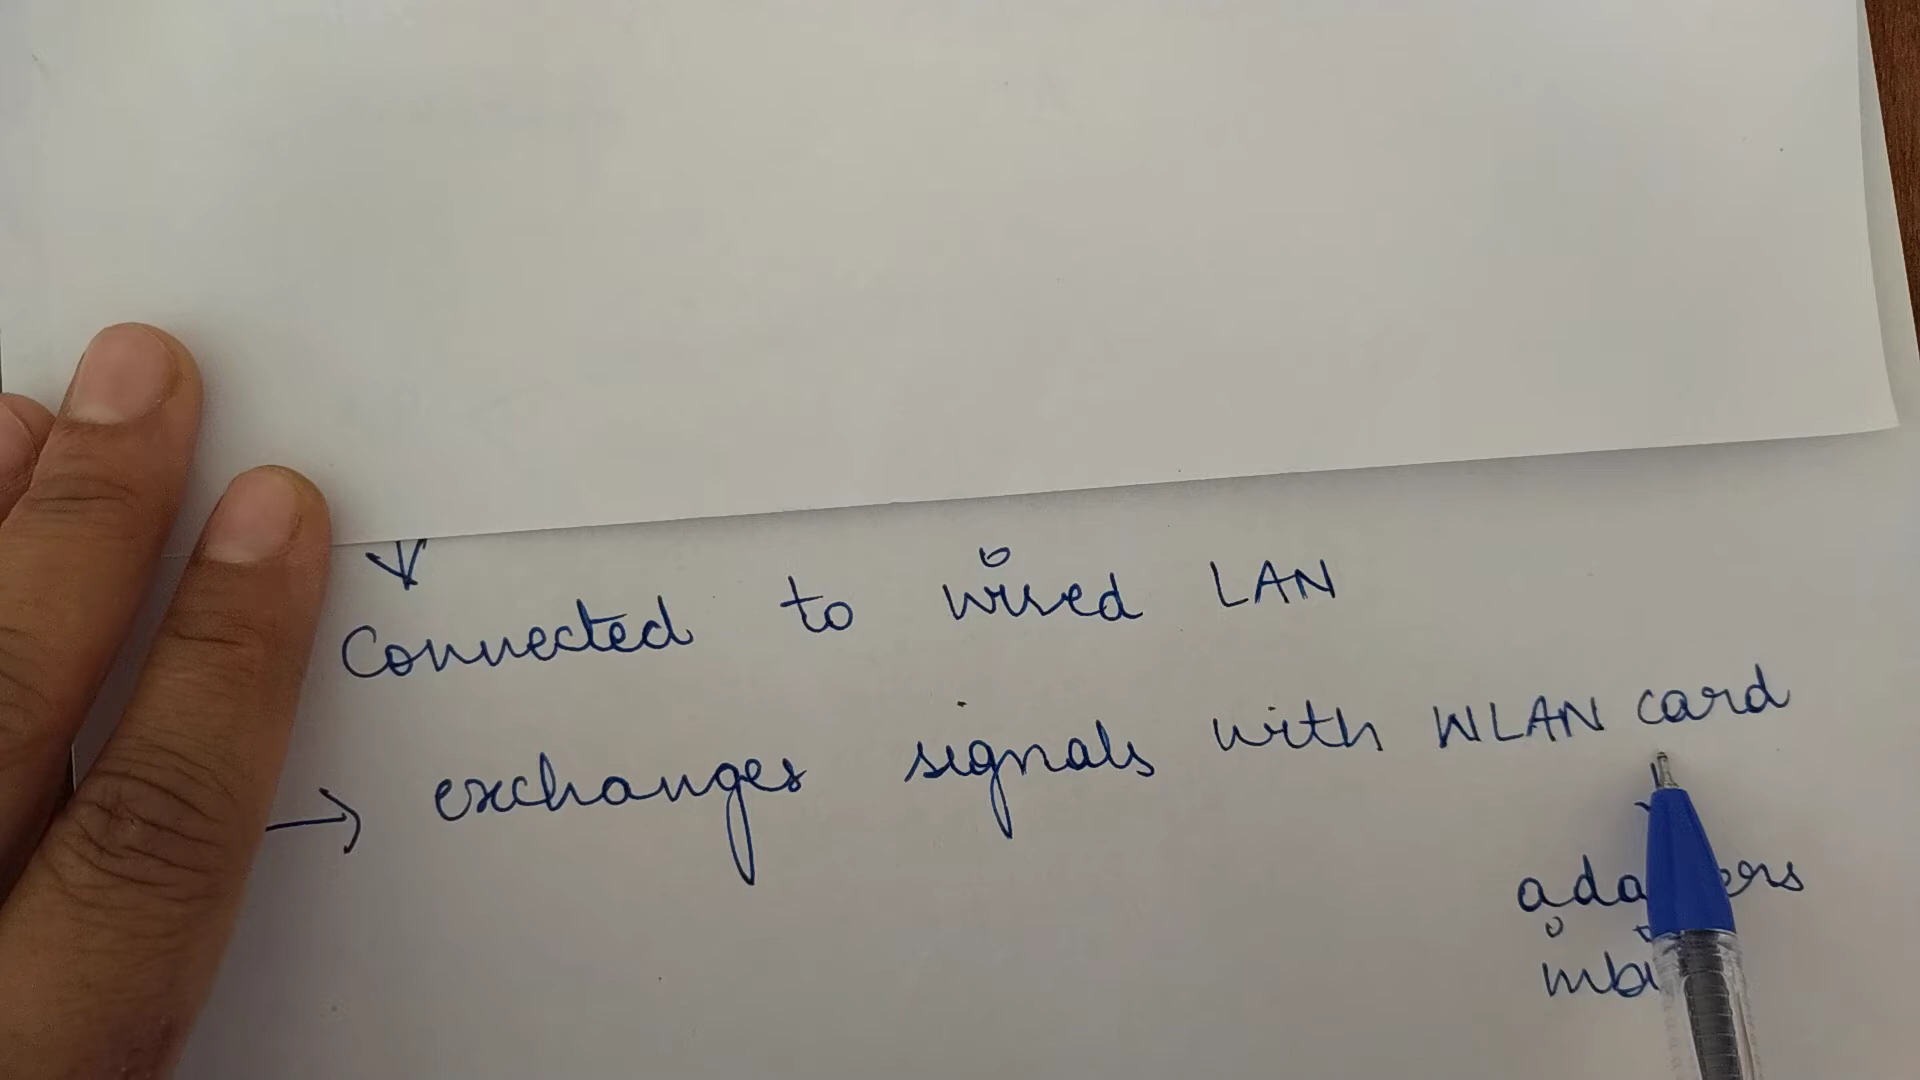 Connected to wired LAN
→ exchanges signals with WLAN card